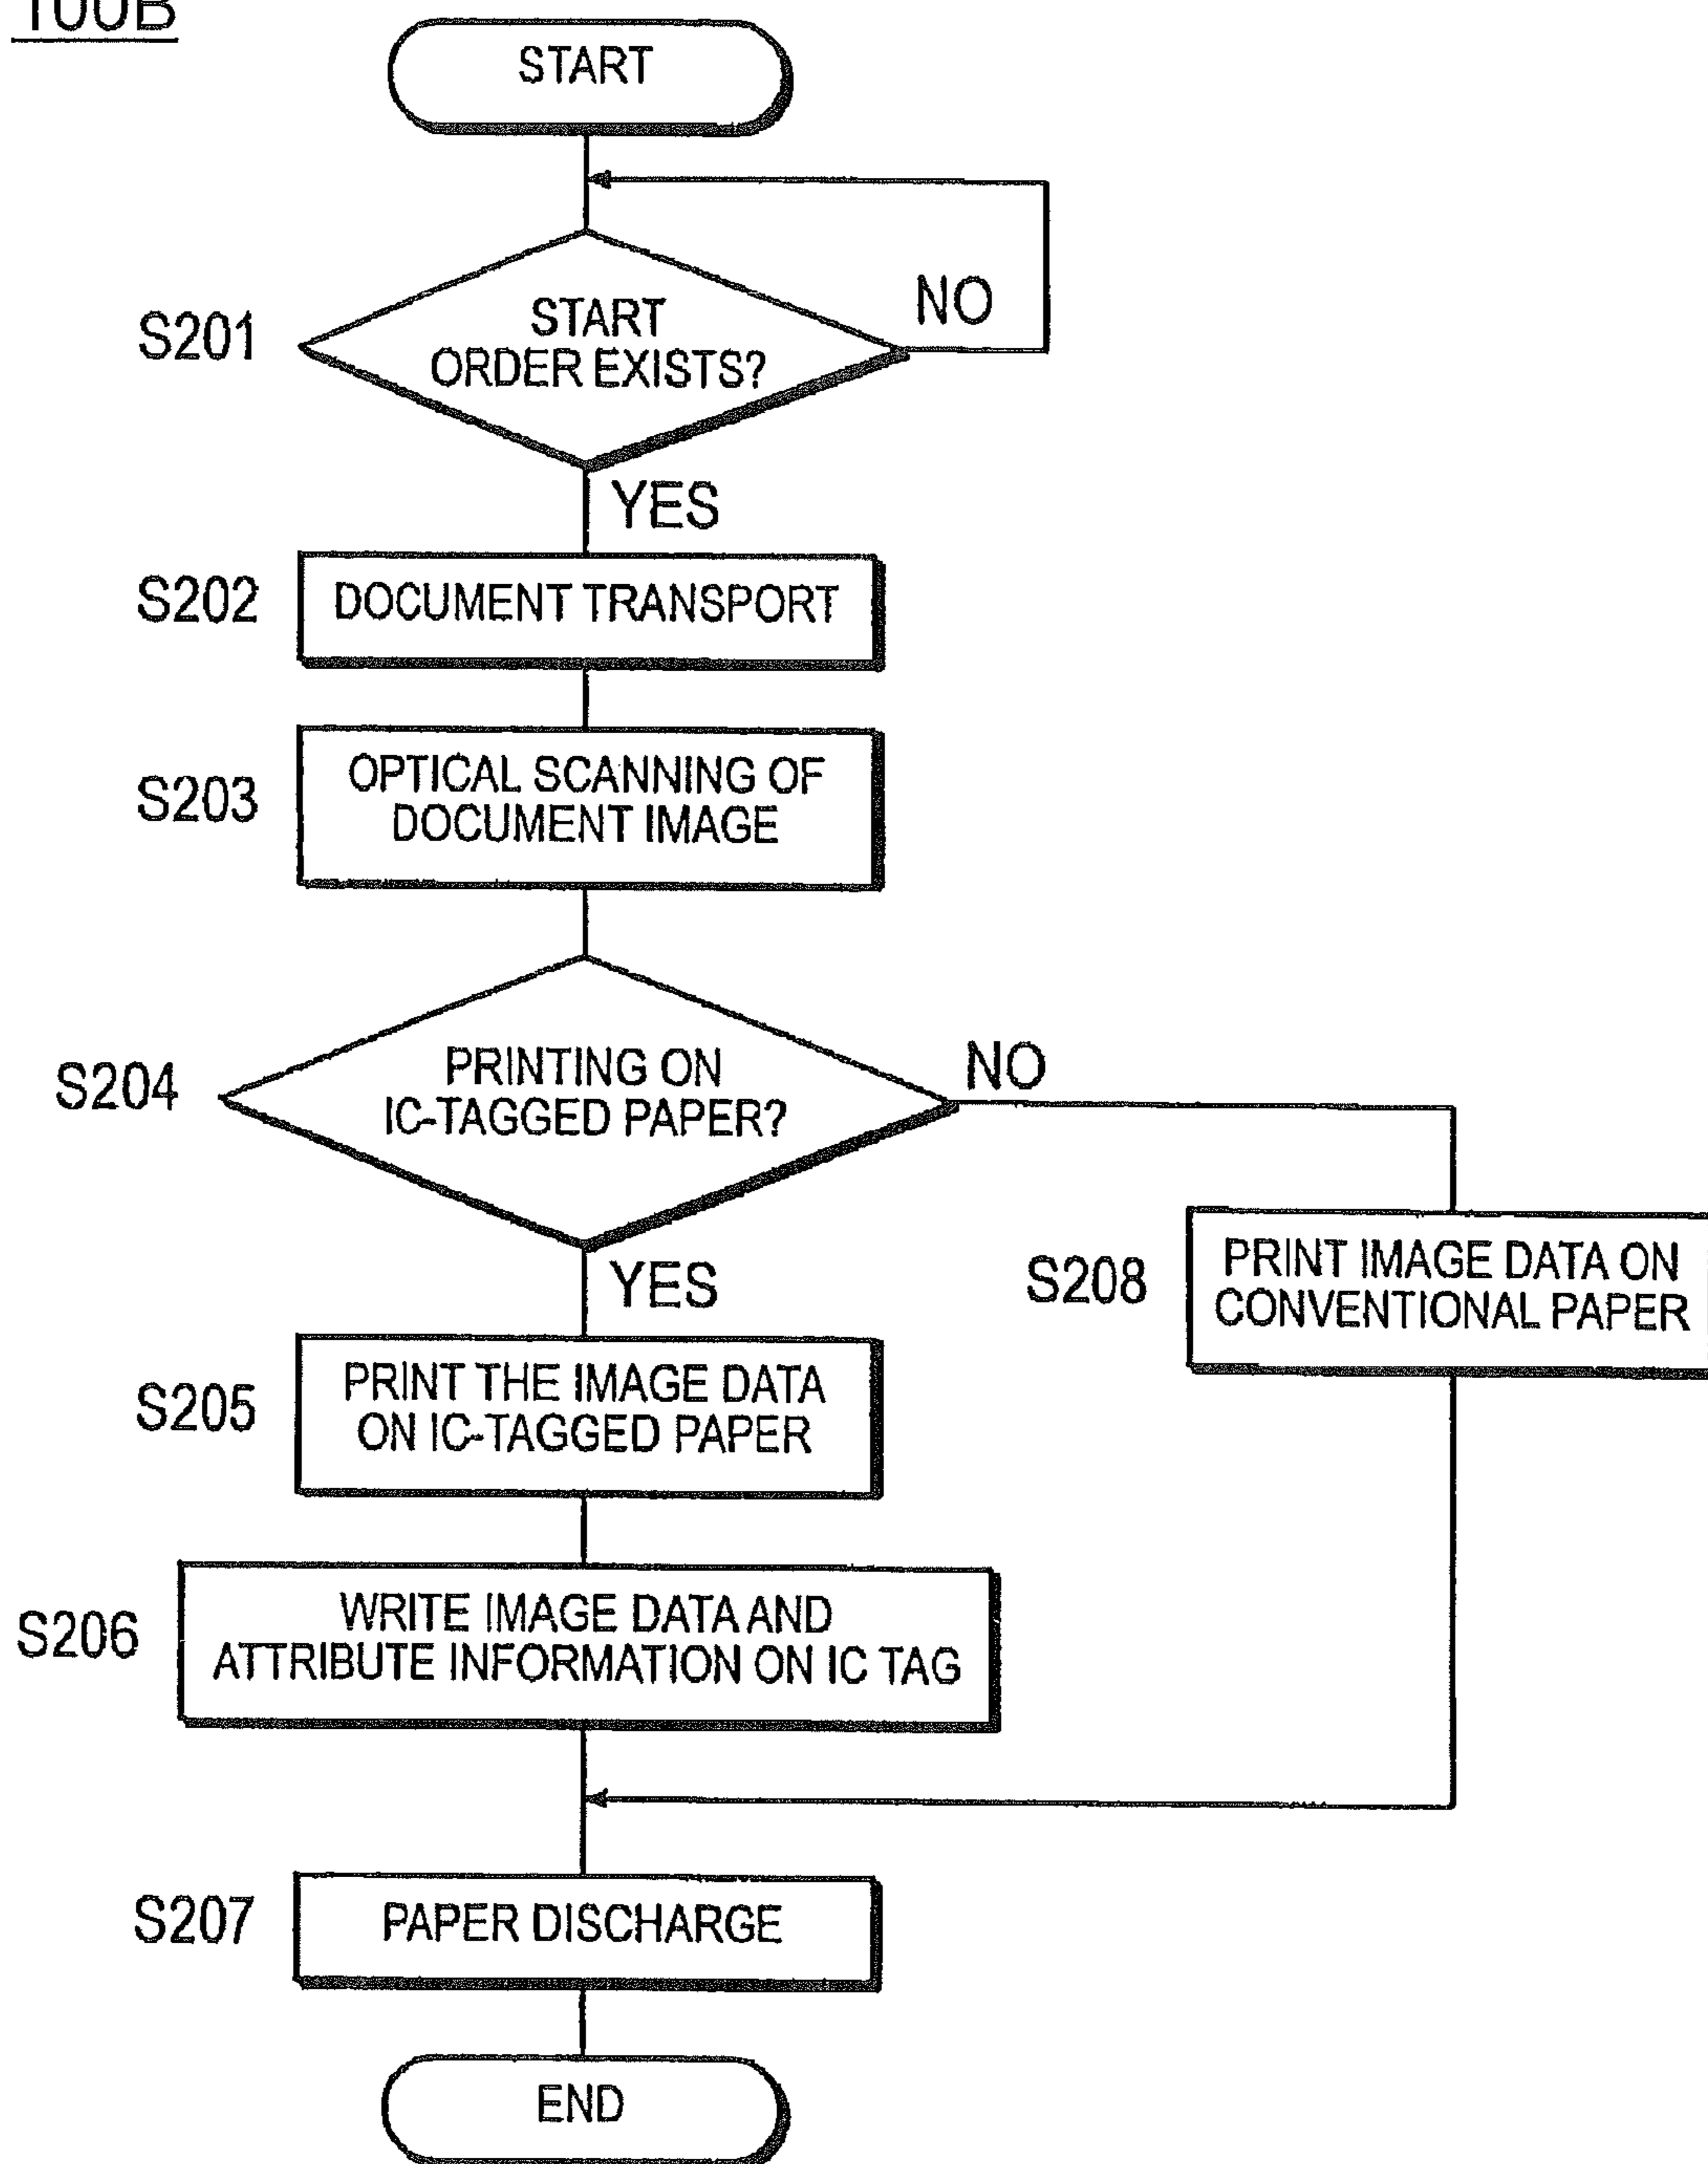 100B
START
S201
START
ORDER EXISTS?
NO
YES
S202
DOCUMENT TRANSPORT
S203
OPTICAL SCANNING OF
DOCUMENT IMAGE
S204
PRINTING ON
IC-TAGGED PAPER?
NO
YES
S208
PRINT IMAGE DATA ON
CONVENTIONAL PAPER
S205
PRINT THE IMAGE DATA
ON IC-TAGGED PAPER
S206
WRITE IMAGE DATA AND
ATTRIBUTE INFORMATION ON IC TAG
S207
PAPER DISCHARGE
END